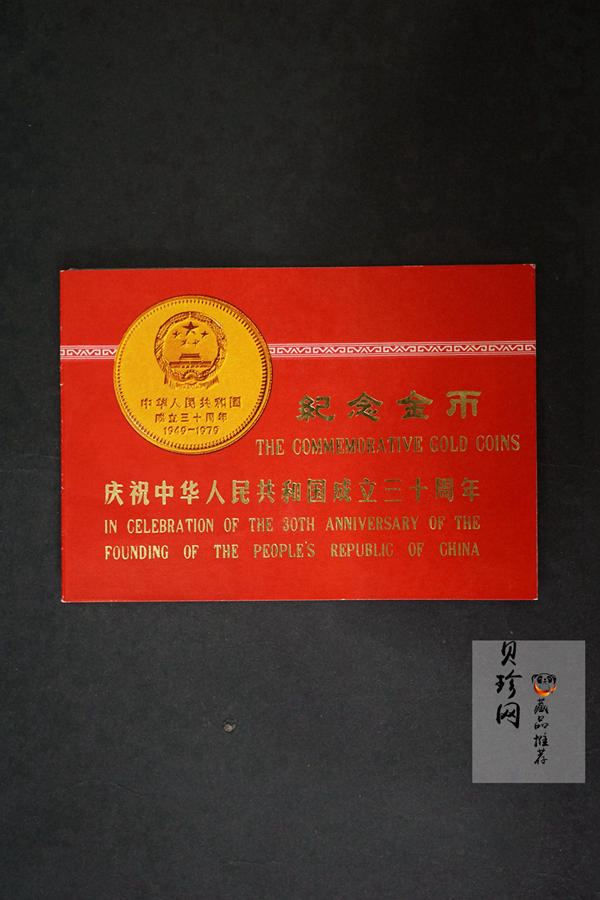 中华人民共和国
成立三十周年
1949-1979
紀念金币
THE COMMEMORATIVE GOLD COINS
庆祝中华人民共和国成立三十周年
IN CELEBRATION OF THE 30TH ANNIVERSARY OF THE
FOUNDING OF THE PEOPLE'S REPUBLIC OF CHINA
贝珍网
藏品推荐